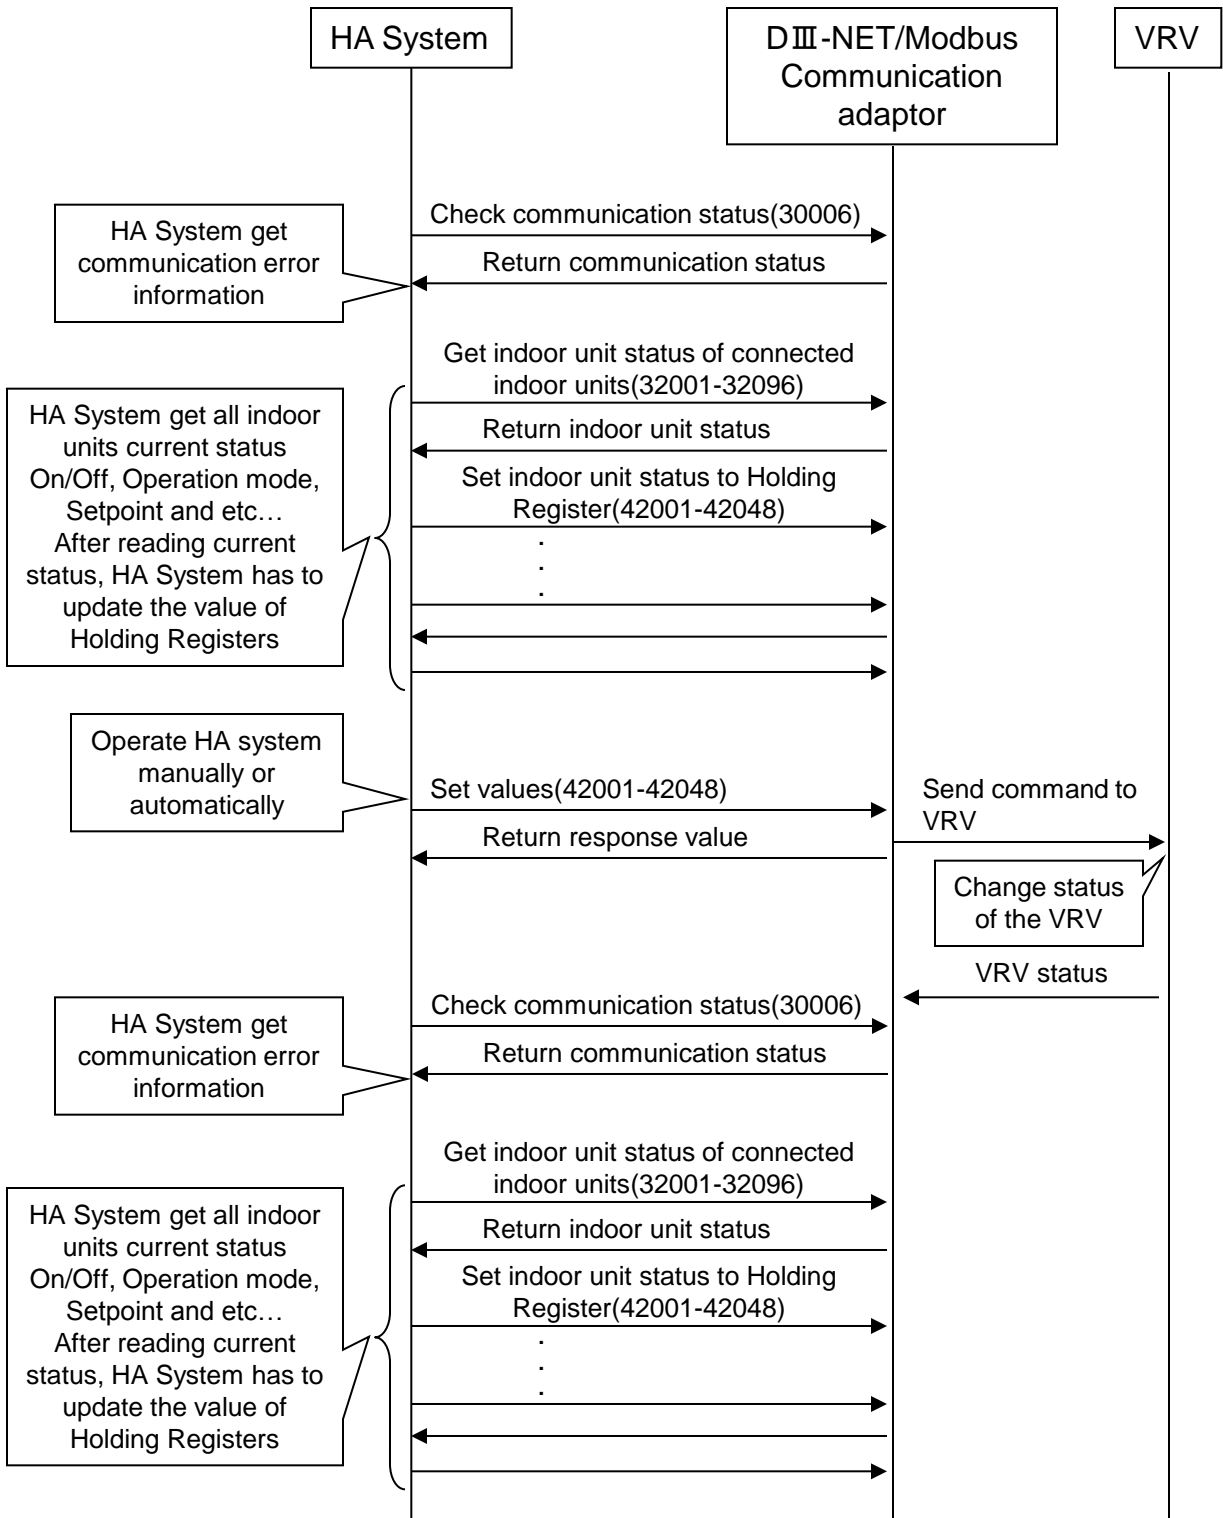 HA System
DⅢ-NET/Modbus
Communication
adaptor
VRV
HA System get
communication error
information
Check communication status(30006)
Return communication status
Get indoor unit status of connected
indoor units(32001-32096)
HA System get all indoor
units current status
On/Off, Operation mode,
Setpoint and etc…
After reading current
status, HA System has to
update the value of
Holding Registers
Return indoor unit status
Set indoor unit status to Holding
Register(42001-42048)
.
.
.
Operate HA system
manually or
automatically
Set values(42001-42048)
Return response value
Send command to
VRV
Change status
of the VRV
VRV status
HA System get
communication error
information
Check communication status(30006)
Return communication status
Get indoor unit status of connected
indoor units(32001-32096)
HA System get all indoor
units current status
On/Off, Operation mode,
Setpoint and etc…
After reading current
status, HA System has to
update the value of
Holding Registers
Return indoor unit status
Set indoor unit status to Holding
Register(42001-42048)
.
.
.